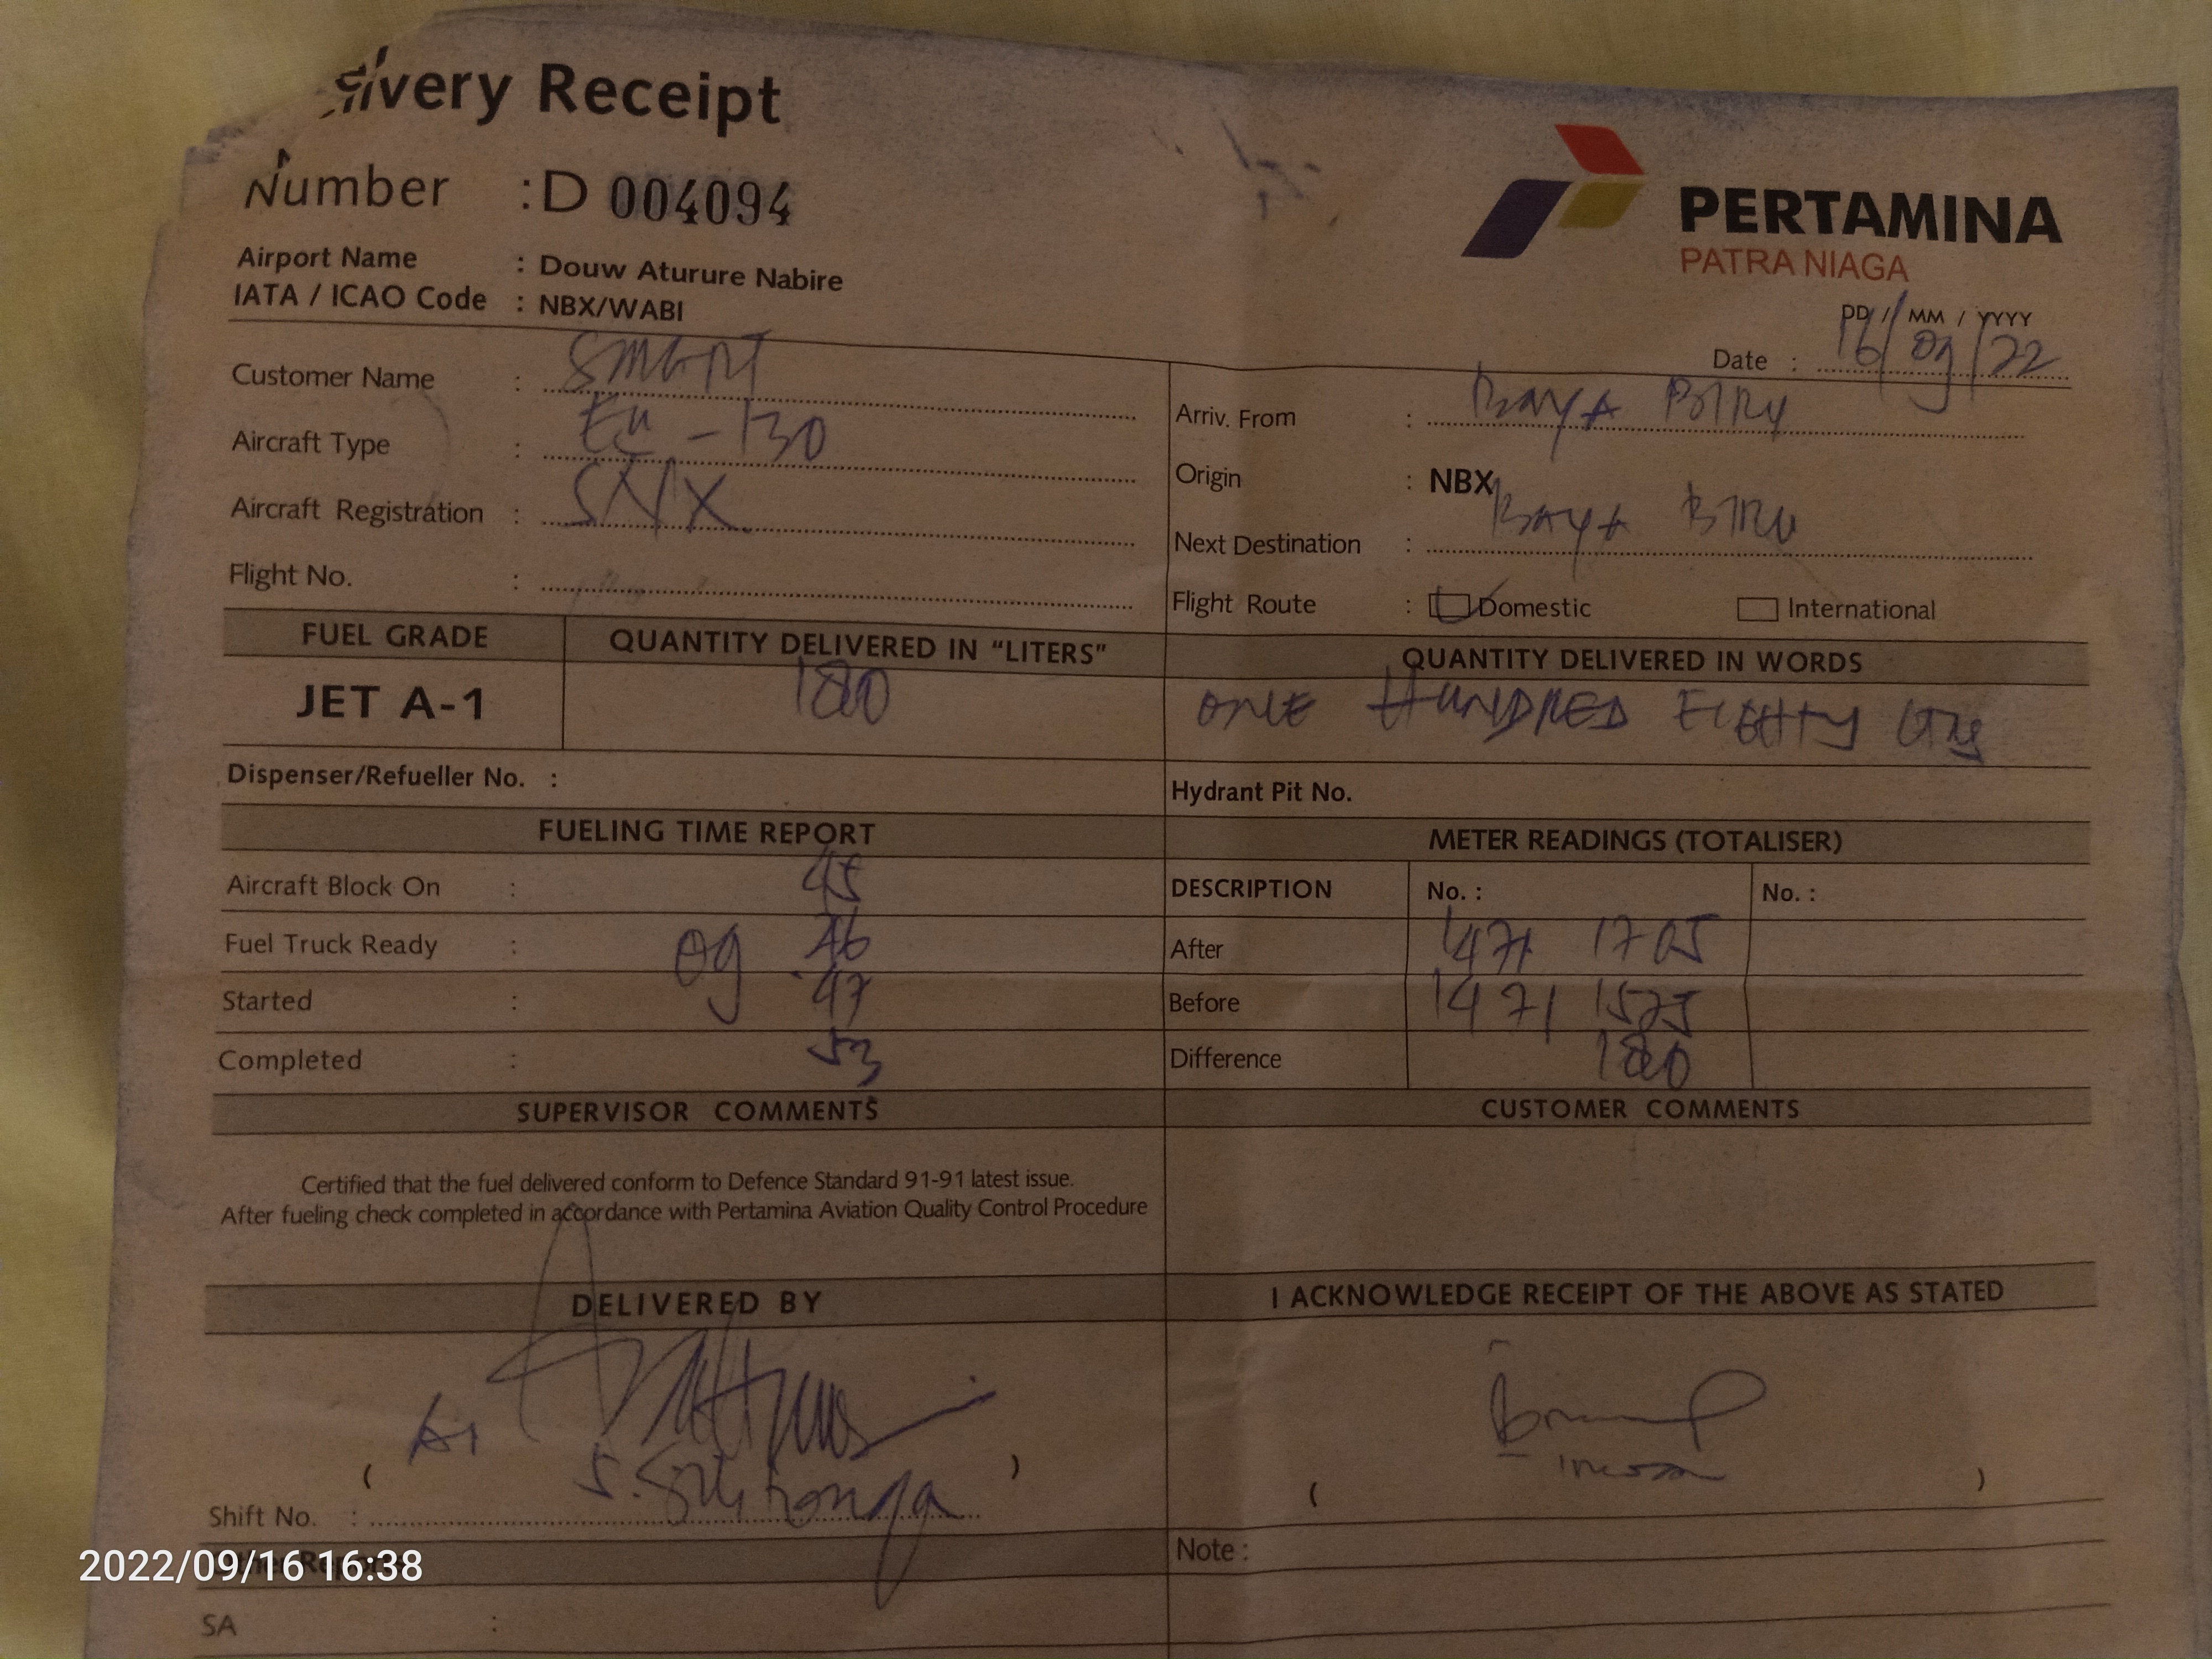 elivery Receipt
Number : D 004094
Airport Name : Douw Aturure Nabire
IATA / ICAO Code : NBX/WABI
PERTAMINA
PATRA NIAGA
DD / MM / YYYY
Date : 16/09/22
Customer Name : SMART
Aircraft Type : EC-130
Aircraft Registration : SNX
Flight No. :
Arriv. From : BAYA BIRU
Origin : NBX
Next Destination : BAYA BIRU
Flight Route : Domestic International
FUEL GRADE QUANTITY DELIVERED IN “LITERS” QUANTITY DELIVERED IN WORDS
JET A-1 180 ONE HUNDRED EIGHTY LTRS
Dispenser/Refueller No. : Hydrant Pit No.
FUELING TIME REPORT METER READINGS (TOTALISER)
Aircraft Block On : 45 DESCRIPTION No. : No. :
Fuel Truck Ready : 09 46 After 1471 1705
Started : 47 Before 1471 1525
Completed : 53 Difference 180
SUPERVISOR COMMENTS CUSTOMER COMMENTS
Certified that the fuel delivered conform to Defence Standard 91-91 latest issue.
After fueling check completed in accordance with Pertamina Aviation Quality Control Procedure
DELIVERED BY I ACKNOWLEDGE RECEIPT OF THE ABOVE AS STATED
( ) ( )
Shift No. :
Note :
2022/09/16 16:38
SA :